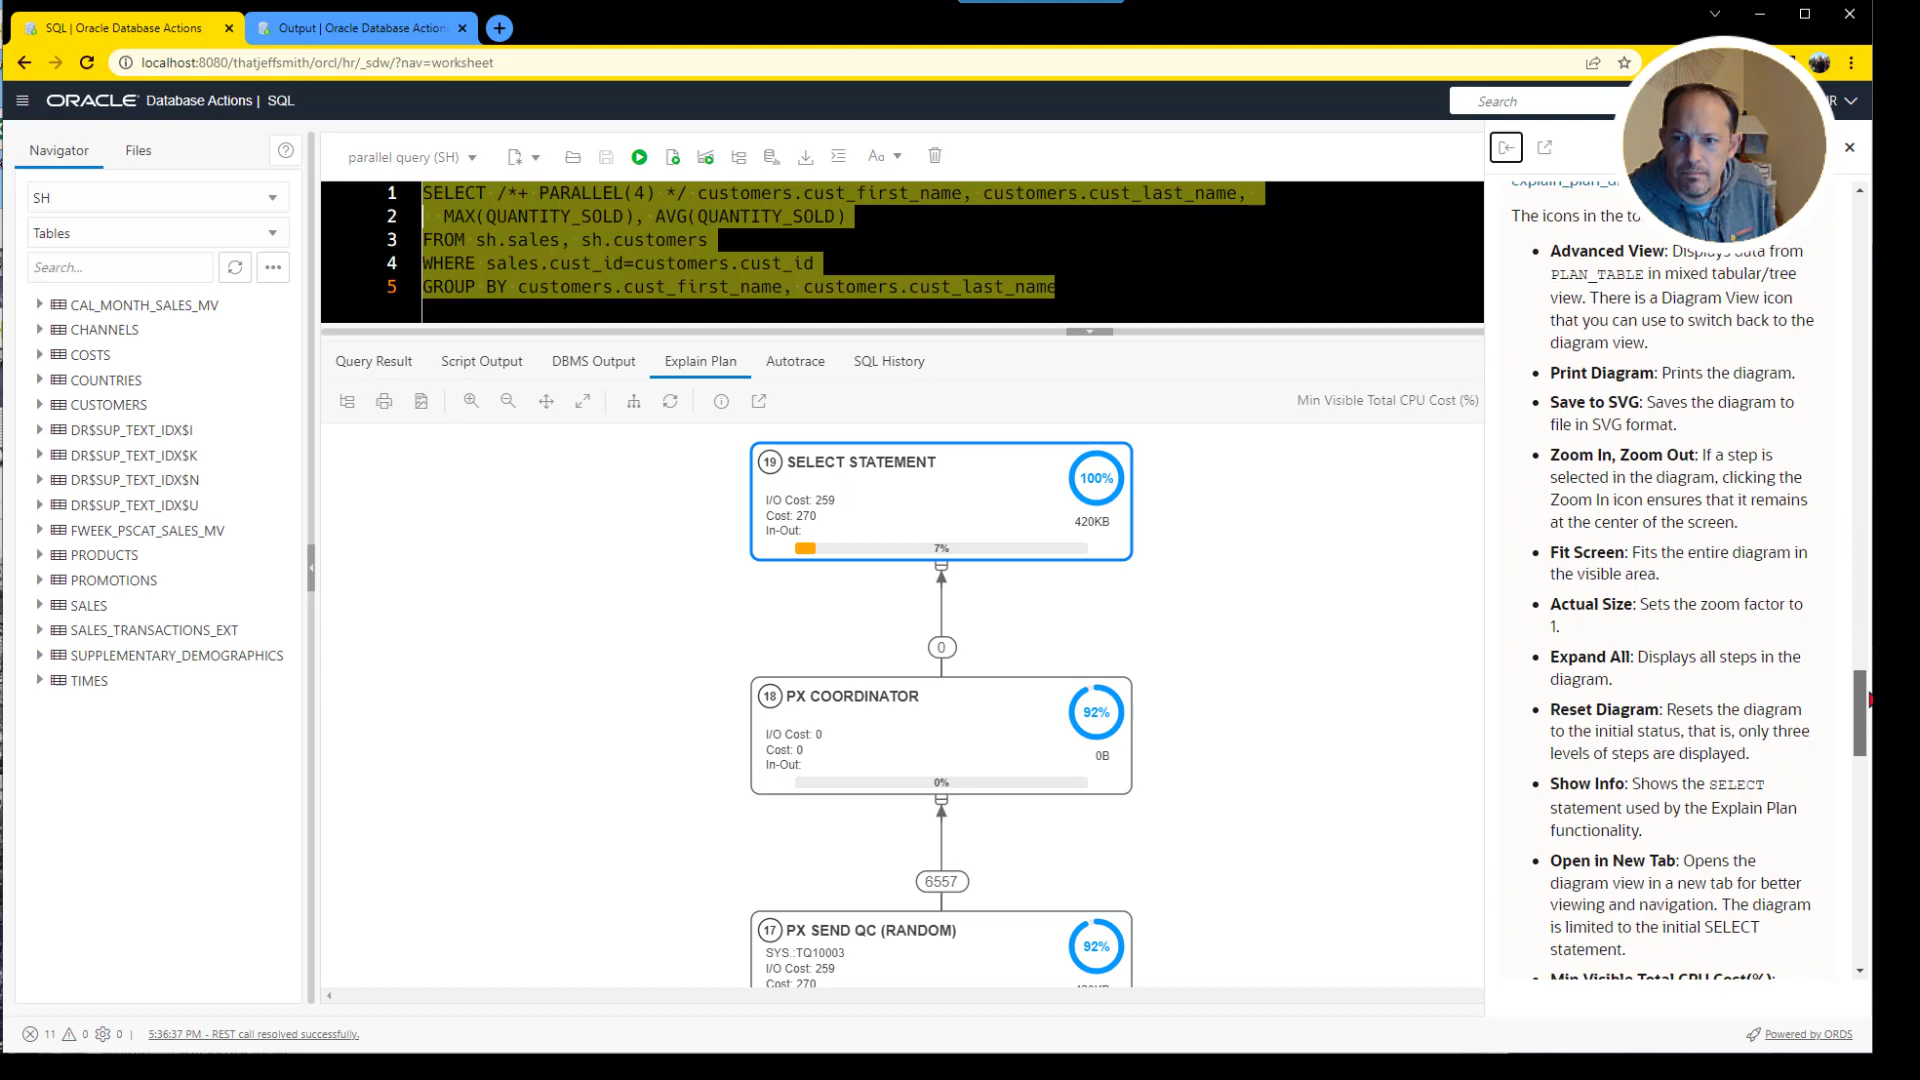 SQL | Oracle Database Actions
Output | Oracle Database Actions
localhost:8080/thatjeffsmith/orcl/hr/_sdw/?nav=worksheet
ORACLE Database Actions | SQL
Search
Navigator
Files
SH
Tables
Search...
CAL_MONTH_SALES_MV
CHANNELS
COSTS
COUNTRIES
CUSTOMERS
DR$SUP_TEXT_IDX$I
DR$SUP_TEXT_IDX$K
DR$SUP_TEXT_IDX$N
DR$SUP_TEXT_IDX$U
FWEEK_PSCAT_SALES_MV
PRODUCTS
PROMOTIONS
SALES
SALES_TRANSACTIONS_EXT
SUPPLEMENTARY_DEMOGRAPHICS
TIMES
parallel query (SH)
Aa
1 SELECT /*+ PARALLEL(4) */ customers.cust_first_name, customers.cust_last_name,
2 MAX(QUANTITY_SOLD), AVG(QUANTITY_SOLD)
3 FROM sh.sales, sh.customers
4 WHERE sales.cust_id=customers.cust_id
5 GROUP BY customers.cust_first_name, customers.cust_last_name
Query Result
Script Output
DBMS Output
Explain Plan
Autotrace
SQL History
Min Visible Total CPU Cost (%)
19 SELECT STATEMENT
100%
I/O Cost: 259
Cost: 270
420KB
In-Out:
7%
0
18 PX COORDINATOR
92%
I/O Cost: 0
Cost: 0
0B
In-Out:
0%
6557
17 PX SEND QC (RANDOM)
92%
SYS.:TQ10003
I/O Cost: 259
Cost: 270
The icons in the to
Advanced View: Displays data from
PLAN_TABLE in mixed tabular/tree
view. There is a Diagram View icon
that you can use to switch back to the
diagram view.
Print Diagram: Prints the diagram.
Save to SVG: Saves the diagram to
file in SVG format.
Zoom In, Zoom Out: If a step is
selected in the diagram, clicking the
Zoom In icon ensures that it remains
at the center of the screen.
Fit Screen: Fits the entire diagram in
the visible area.
Actual Size: Sets the zoom factor to
1.
Expand All: Displays all steps in the
diagram.
Reset Diagram: Resets the diagram
to the initial status, that is, only three
levels of steps are displayed.
Show Info: Shows the SELECT
statement used by the Explain Plan
functionality.
Open in New Tab: Opens the
diagram view in a new tab for better
viewing and navigation. The diagram
is limited to the initial SELECT
statement.
Min Visible Total CPU Cost(%):
11 0 0 | 5:36:37 PM - REST call resolved successfully.
Powered by ORDS